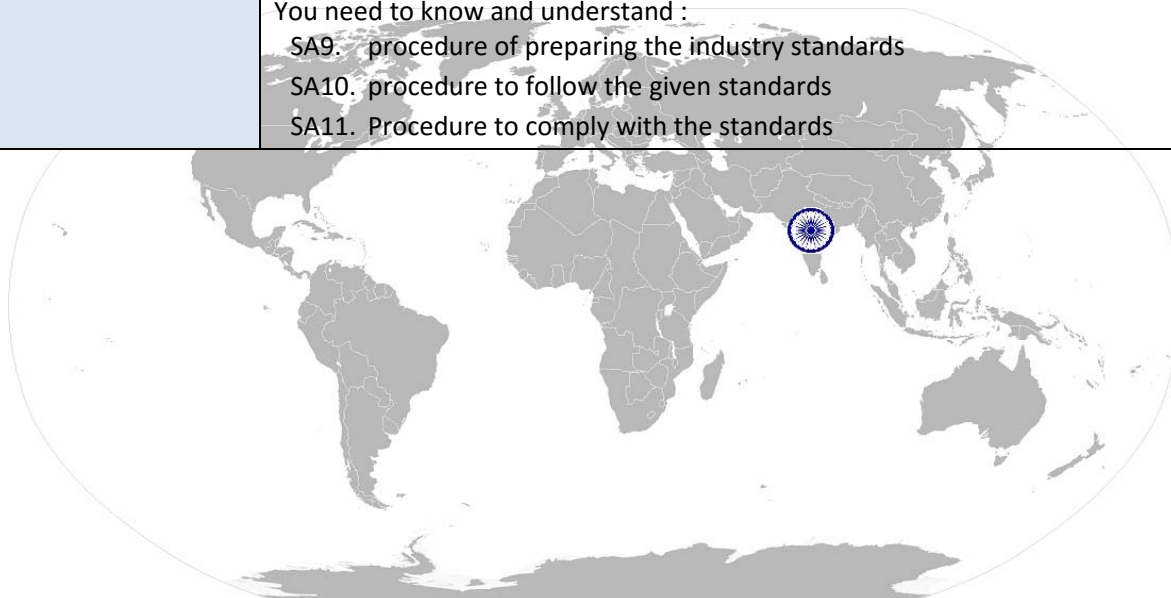 You need to know and understand :
SA9. procedure of preparing the industry standards
SA10. procedure to follow the given standards
SA11. Procedure to comply with the standards